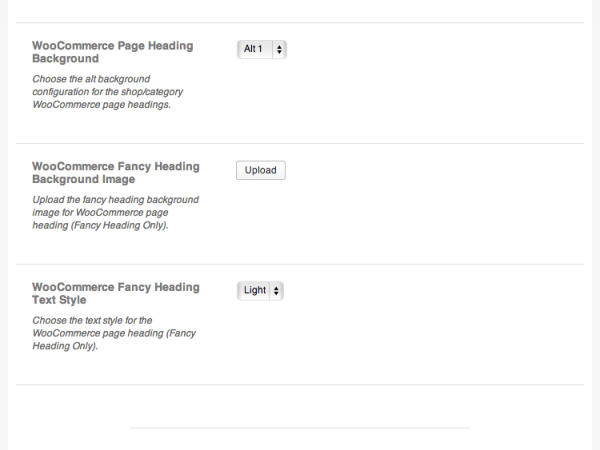 WooCommerce Page Heading
Background
Alt 1
Choose the alt background
configuration for the shop/category
WooCommerce page headings.
WooCommerce Fancy Heading
Background Image
Upload
Upload the fancy heading background
image for WooCommerce page
heading (Fancy Heading Only).
WooCommerce Fancy Heading
Text Style
Light
Choose the text style for the
WooCommerce page heading (Fancy
Heading Only).